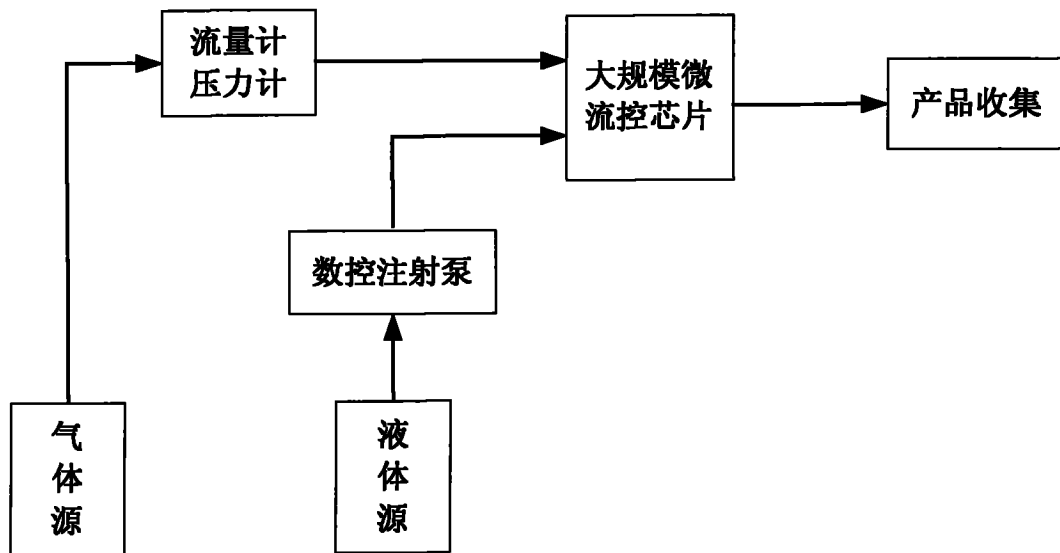 流量计
压力计
大规模微
流控芯片
产品收集
数控注射泵
气
体
源
液
体
源